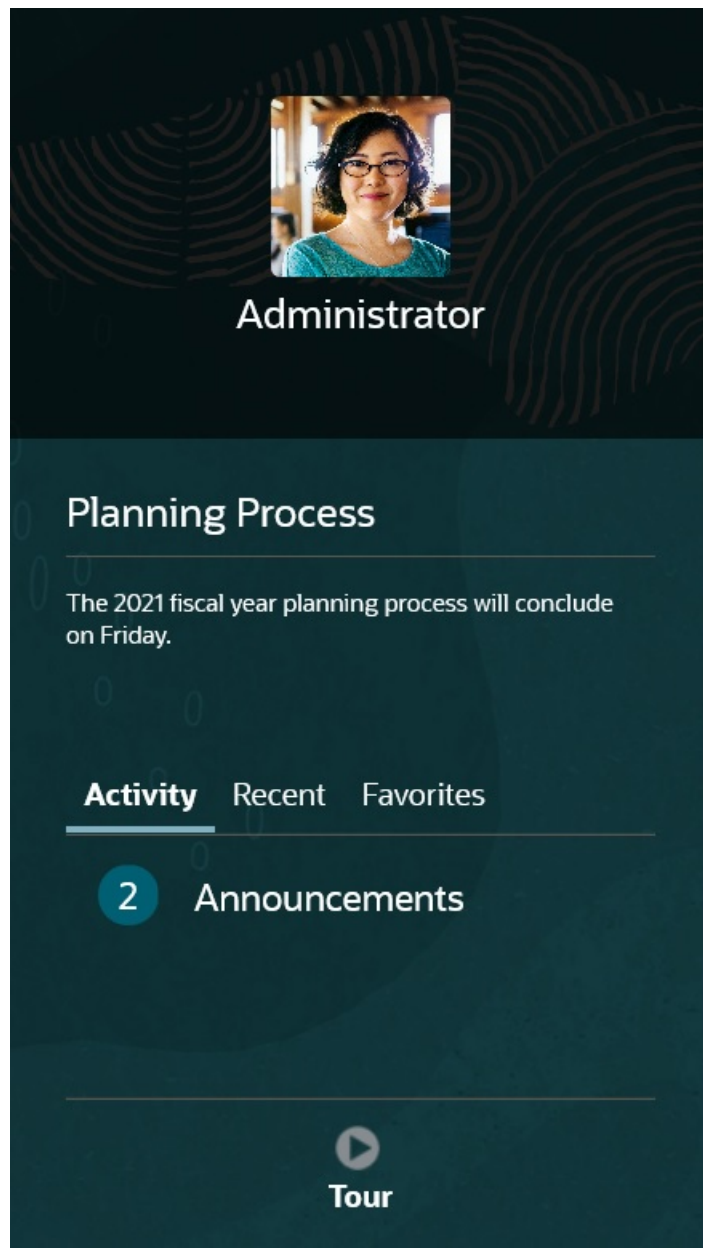 Administrator
Planning Process
The 2021 fiscal year planning process will conclude
on Friday.
Activity Recent Favorites
2 Announcements
Tour